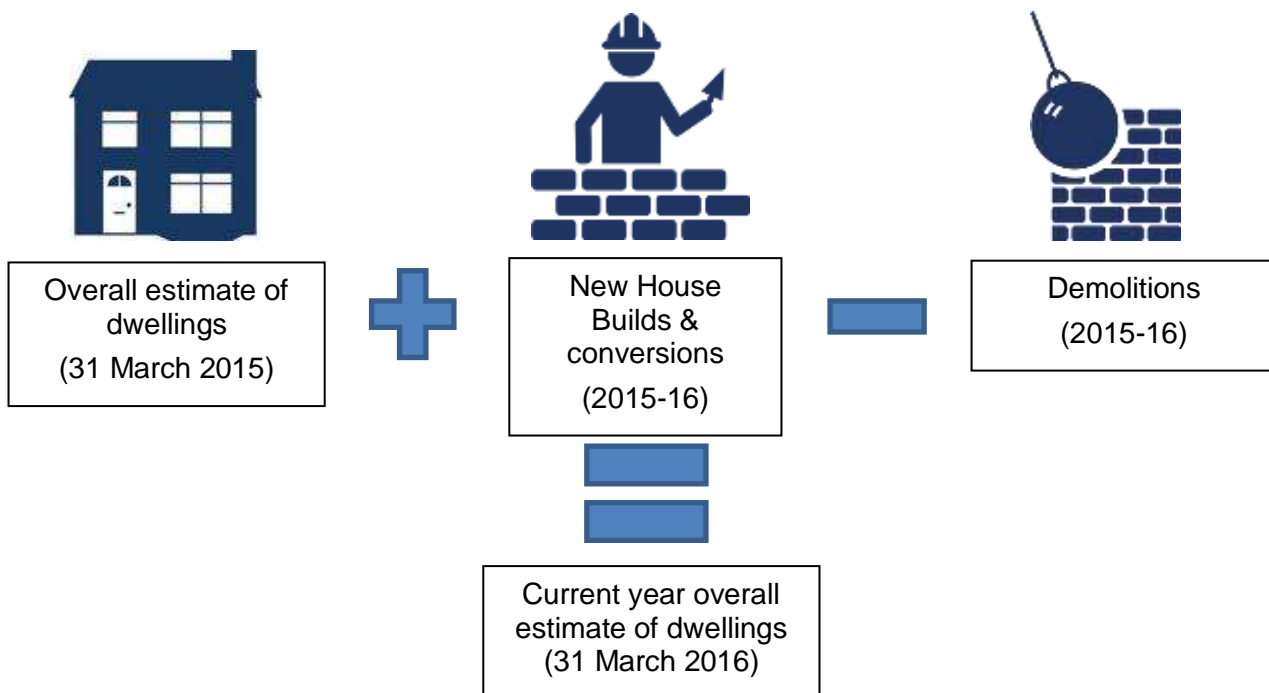 Overall estimate of
dwellings
(31 March 2015)
New House
Builds &
conversions
(2015-16)
Demolitions
(2015-16)
Current year overall
estimate of dwellings
(31 March 2016)